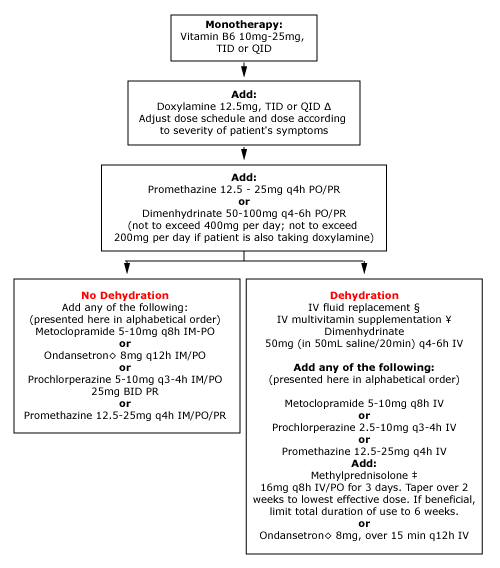 Monotherapy:
Vitamin B6 10mg-25mg,
TID or QID
Add:
Doxylamine 12.5mg, TID or QID Δ
Adjust dose schedule and dose according
to severity of patient's symptoms
Add:
Promethazine 12.5 - 25mg q4h PO/PR
or
Dimenhydrinate 50-100mg q4-6h PO/PR
(not to exceed 400mg per day; not to exceed
200mg per day if patient is also taking doxylamine)
No Dehydration
Add any of the following:
(presented here in alphabetical order)
Metoclopramide 5-10mg q8h IM-PO
or
Ondansetron◇ 8mg q12h IM/PO
or
Prochlorperazine 5-10mg q3-4h IM/PO
25mg BID PR
or
Promethazine 12.5-25mg q4h IM/PO/PR
Dehydration
IV fluid replacement §
IV multivitamin supplementation ¥
Dimenhydrinate
50mg (in 50mL saline/20min) q4-6h IV
Add any of the following:
(presented here in alphabetical order)
Metoclopramide 5-10mg q8h IV
or
Prochlorperazine 2.5-10mg q3-4h IV
or
Promethazine 12.5-25mg q4h IV
Add:
Methylprednisolone ‡
16mg q8h IV/PO for 3 days. Taper over 2
weeks to lowest effective dose. If beneficial,
limit total duration of use to 6 weeks.
or
Ondansetron◇ 8mg, over 15 min q12h IV